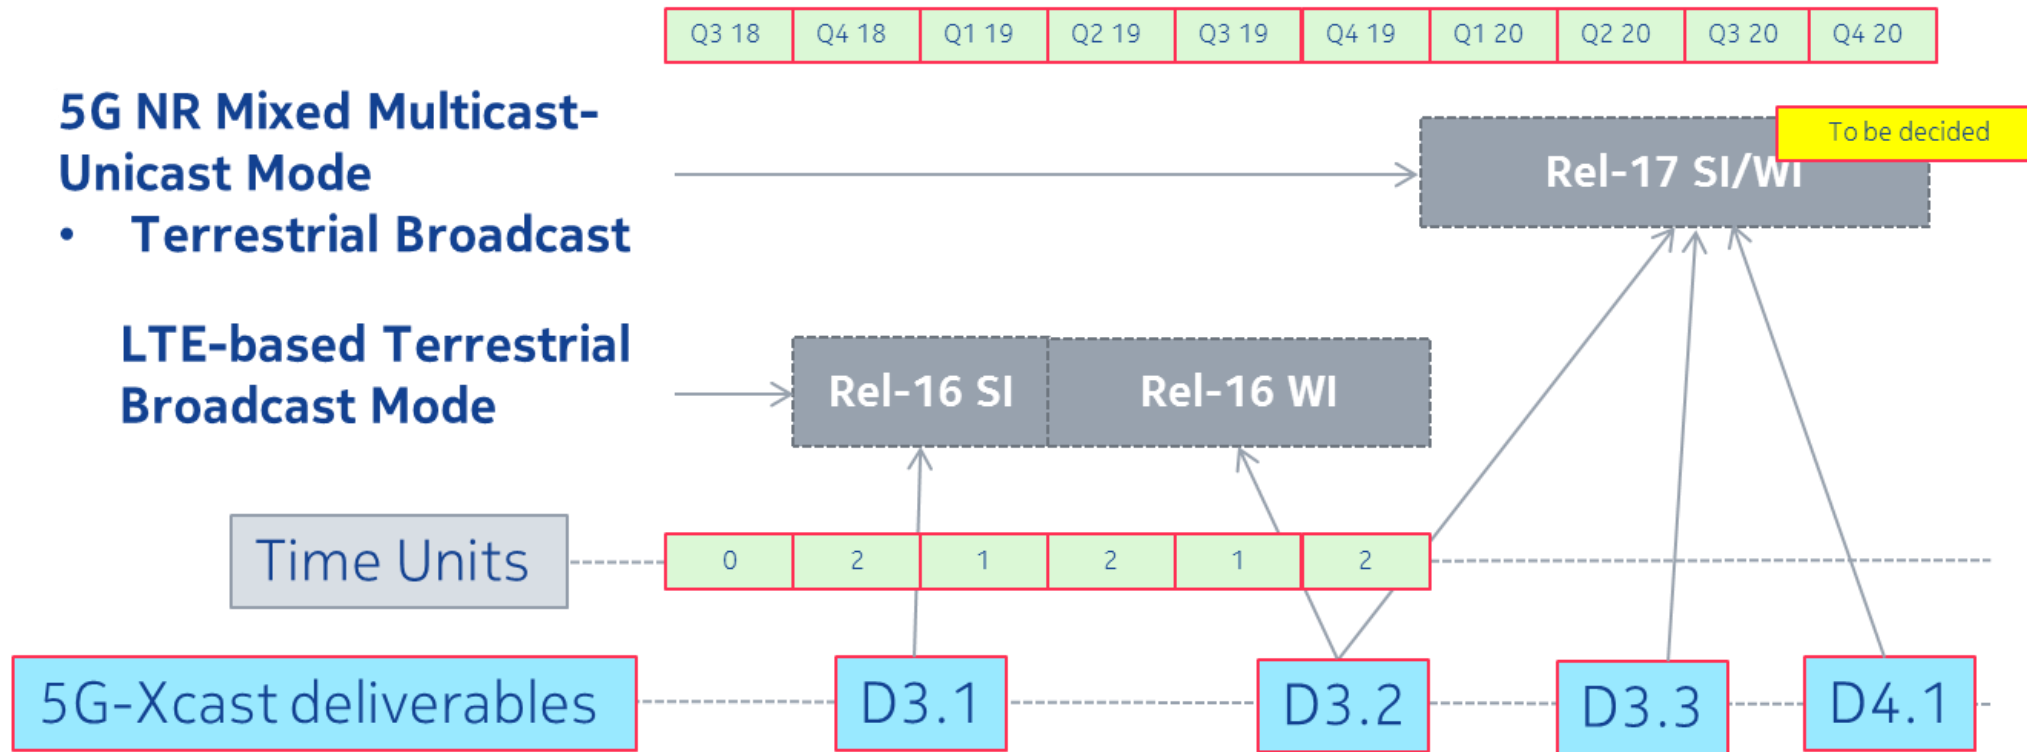 Q3 18 Q4 18 Q1 19 Q2 19 Q3 19 Q4 19 Q1 20 Q2 20 Q3 20 Q4 20
5G NR Mixed Multicast-
Unicast Mode
• Terrestrial Broadcast
To be decided
Rel-17 SI/WI
LTE-based Terrestrial
Broadcast Mode
Rel-16 SI
Rel-16 WI
Time Units
0 2 1 2 1 2
5G-Xcast deliverables
D3.1
D3.2
D3.3
D4.1